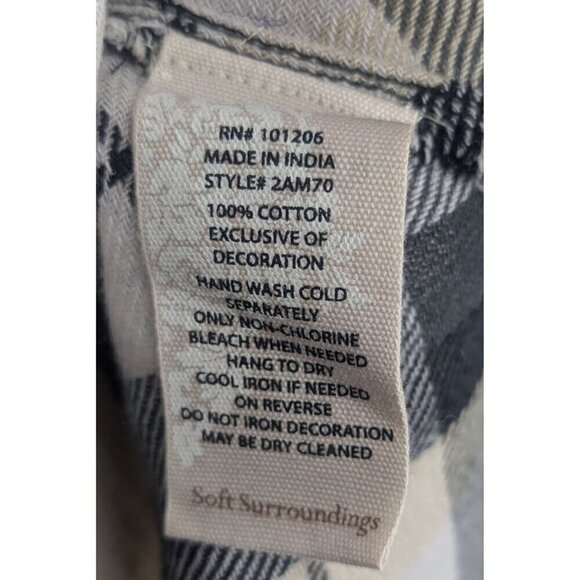 RN# 101206
MADE IN INDIA
STYLE# 2AM70
100% COTTON
EXCLUSIVE OF
DECORATION
HAND WASH COLD
SEPARATELY
ONLY NON-CHLORINE
BLEACH WHEN NEEDED
HANG TO DRY
COOL IRON IF NEEDED
ON REVERSE
DO NOT IRON DECORATION
MAY BE DRY CLEANED
Soft Surroundings